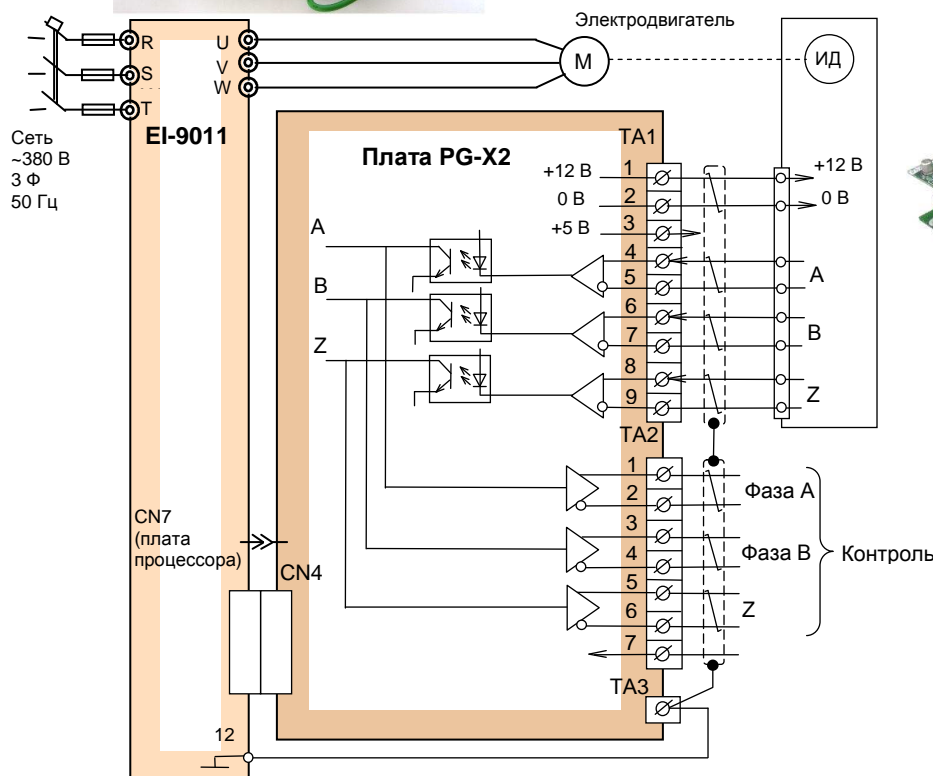 Электродвигатель
R
S
T
U
V
W
М
ИД
Сеть
~380 В
3 Ф
50 Гц
EI-9011
Плата PG-X2
TA1
+12 В
0 В
+5 В
1
2
3
4
5
6
7
8
9
+12 В
0 В
A
B
Z
A
B
Z
TA2
1
2
3
4
5
6
7
Фаза А
Фаза В
Z
Контроль
CN7
(плата
процессора)
CN4
TA3
12